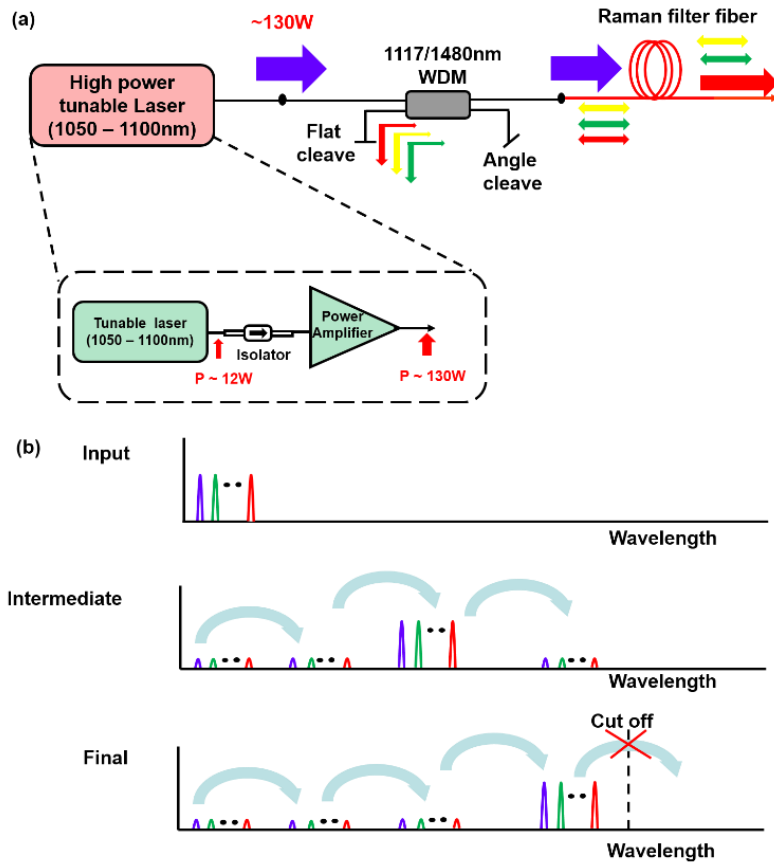 (a)
~130W
Raman filter fiber
1117/1480nm
WDM
High power
tunable Laser
(1050 – 1100nm)
Flat
cleave
Angle
cleave
Tunable laser
(1050 – 1100nm)
Isolator
Power
Amplifier
P ~ 12W
P ~ 130W
(b)
Input
Wavelength
Intermediate
Wavelength
Cut off
Final
Wavelength